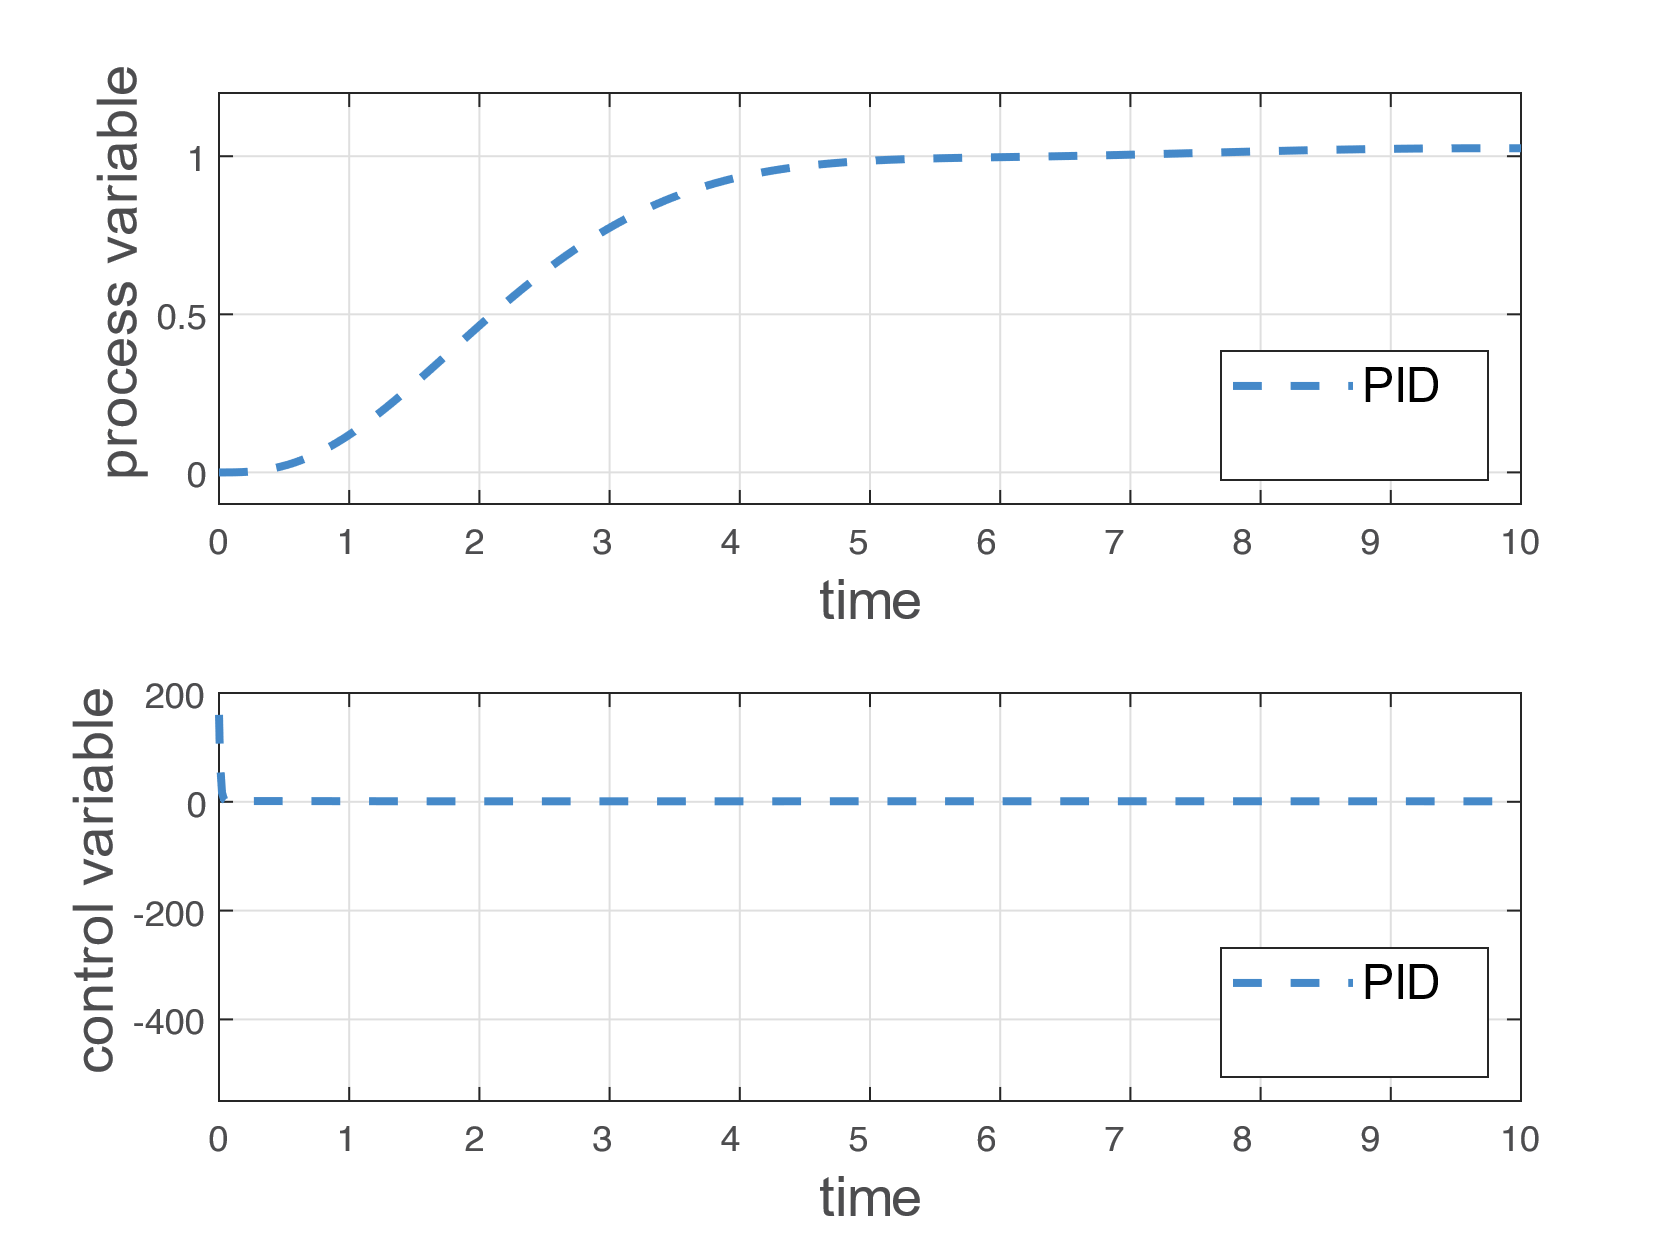 process variable
1
0.5
0
PID
0 1 2 3 4 5 6 7 8 9 10
time
control variable
200
0
-200
-400
PID
0 1 2 3 4 5 6 7 8 9 10
time